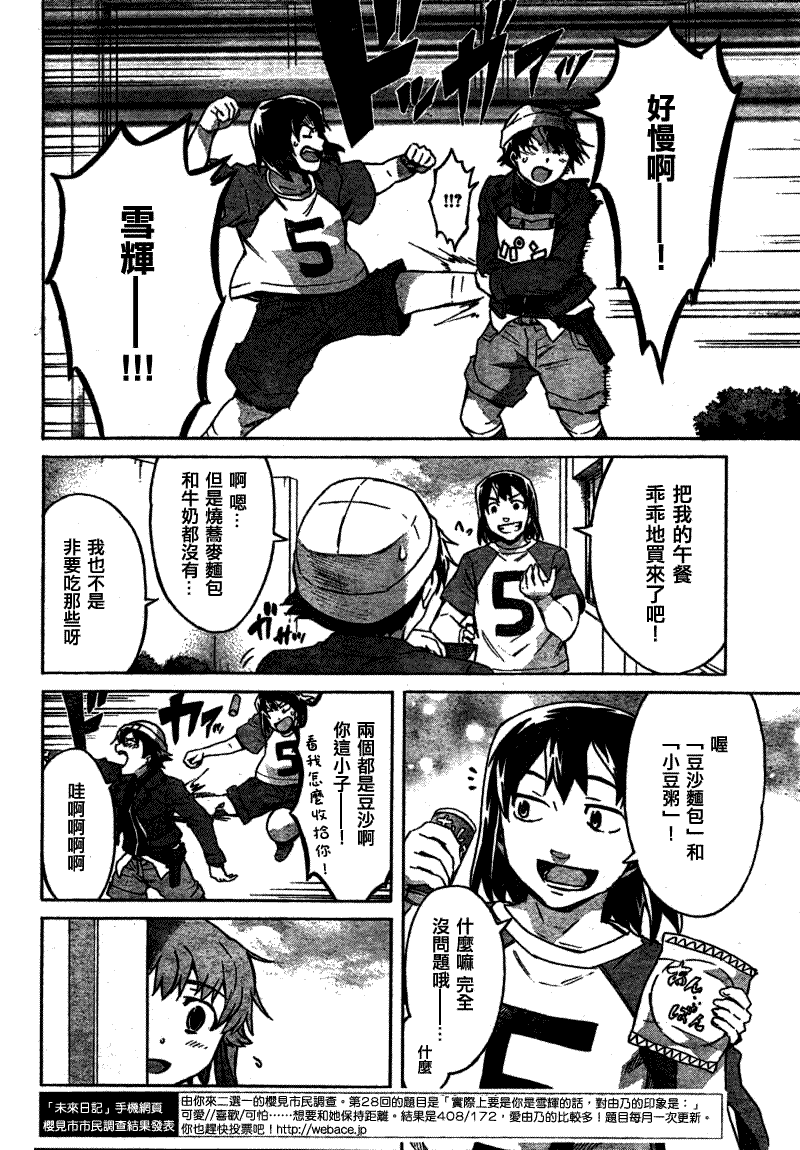 ドガァッ
好慢啊——！
!!?
パン
雪輝——!!!
5
把我的午餐
乖乖地買來了吧！
5
啊 嗯…
但是燒蕎麥麵包
和牛奶都沒有…
ガガガ
我也不是
非要吃那些呀
喔
「豆沙麵包」和
「小豆粥」！
什麼嘛 完全
沒問題哦——…
什麼
兩個都是豆沙啊
你這小子——！
看我怎麼收拾你！
5
哇啊啊啊啊
「未來日記」手機網頁
櫻見市市民調查結果發表
由你來二選一的櫻見市民調查。第28回的題目是「實際上要是你是雪輝的話，對由乃的印象是：」
可愛//喜歡/可怕……想要和她保持距離。結果是408/172，愛由乃的比較多！題目每月一次更新。
你也趕快投票吧！http://webace.jp